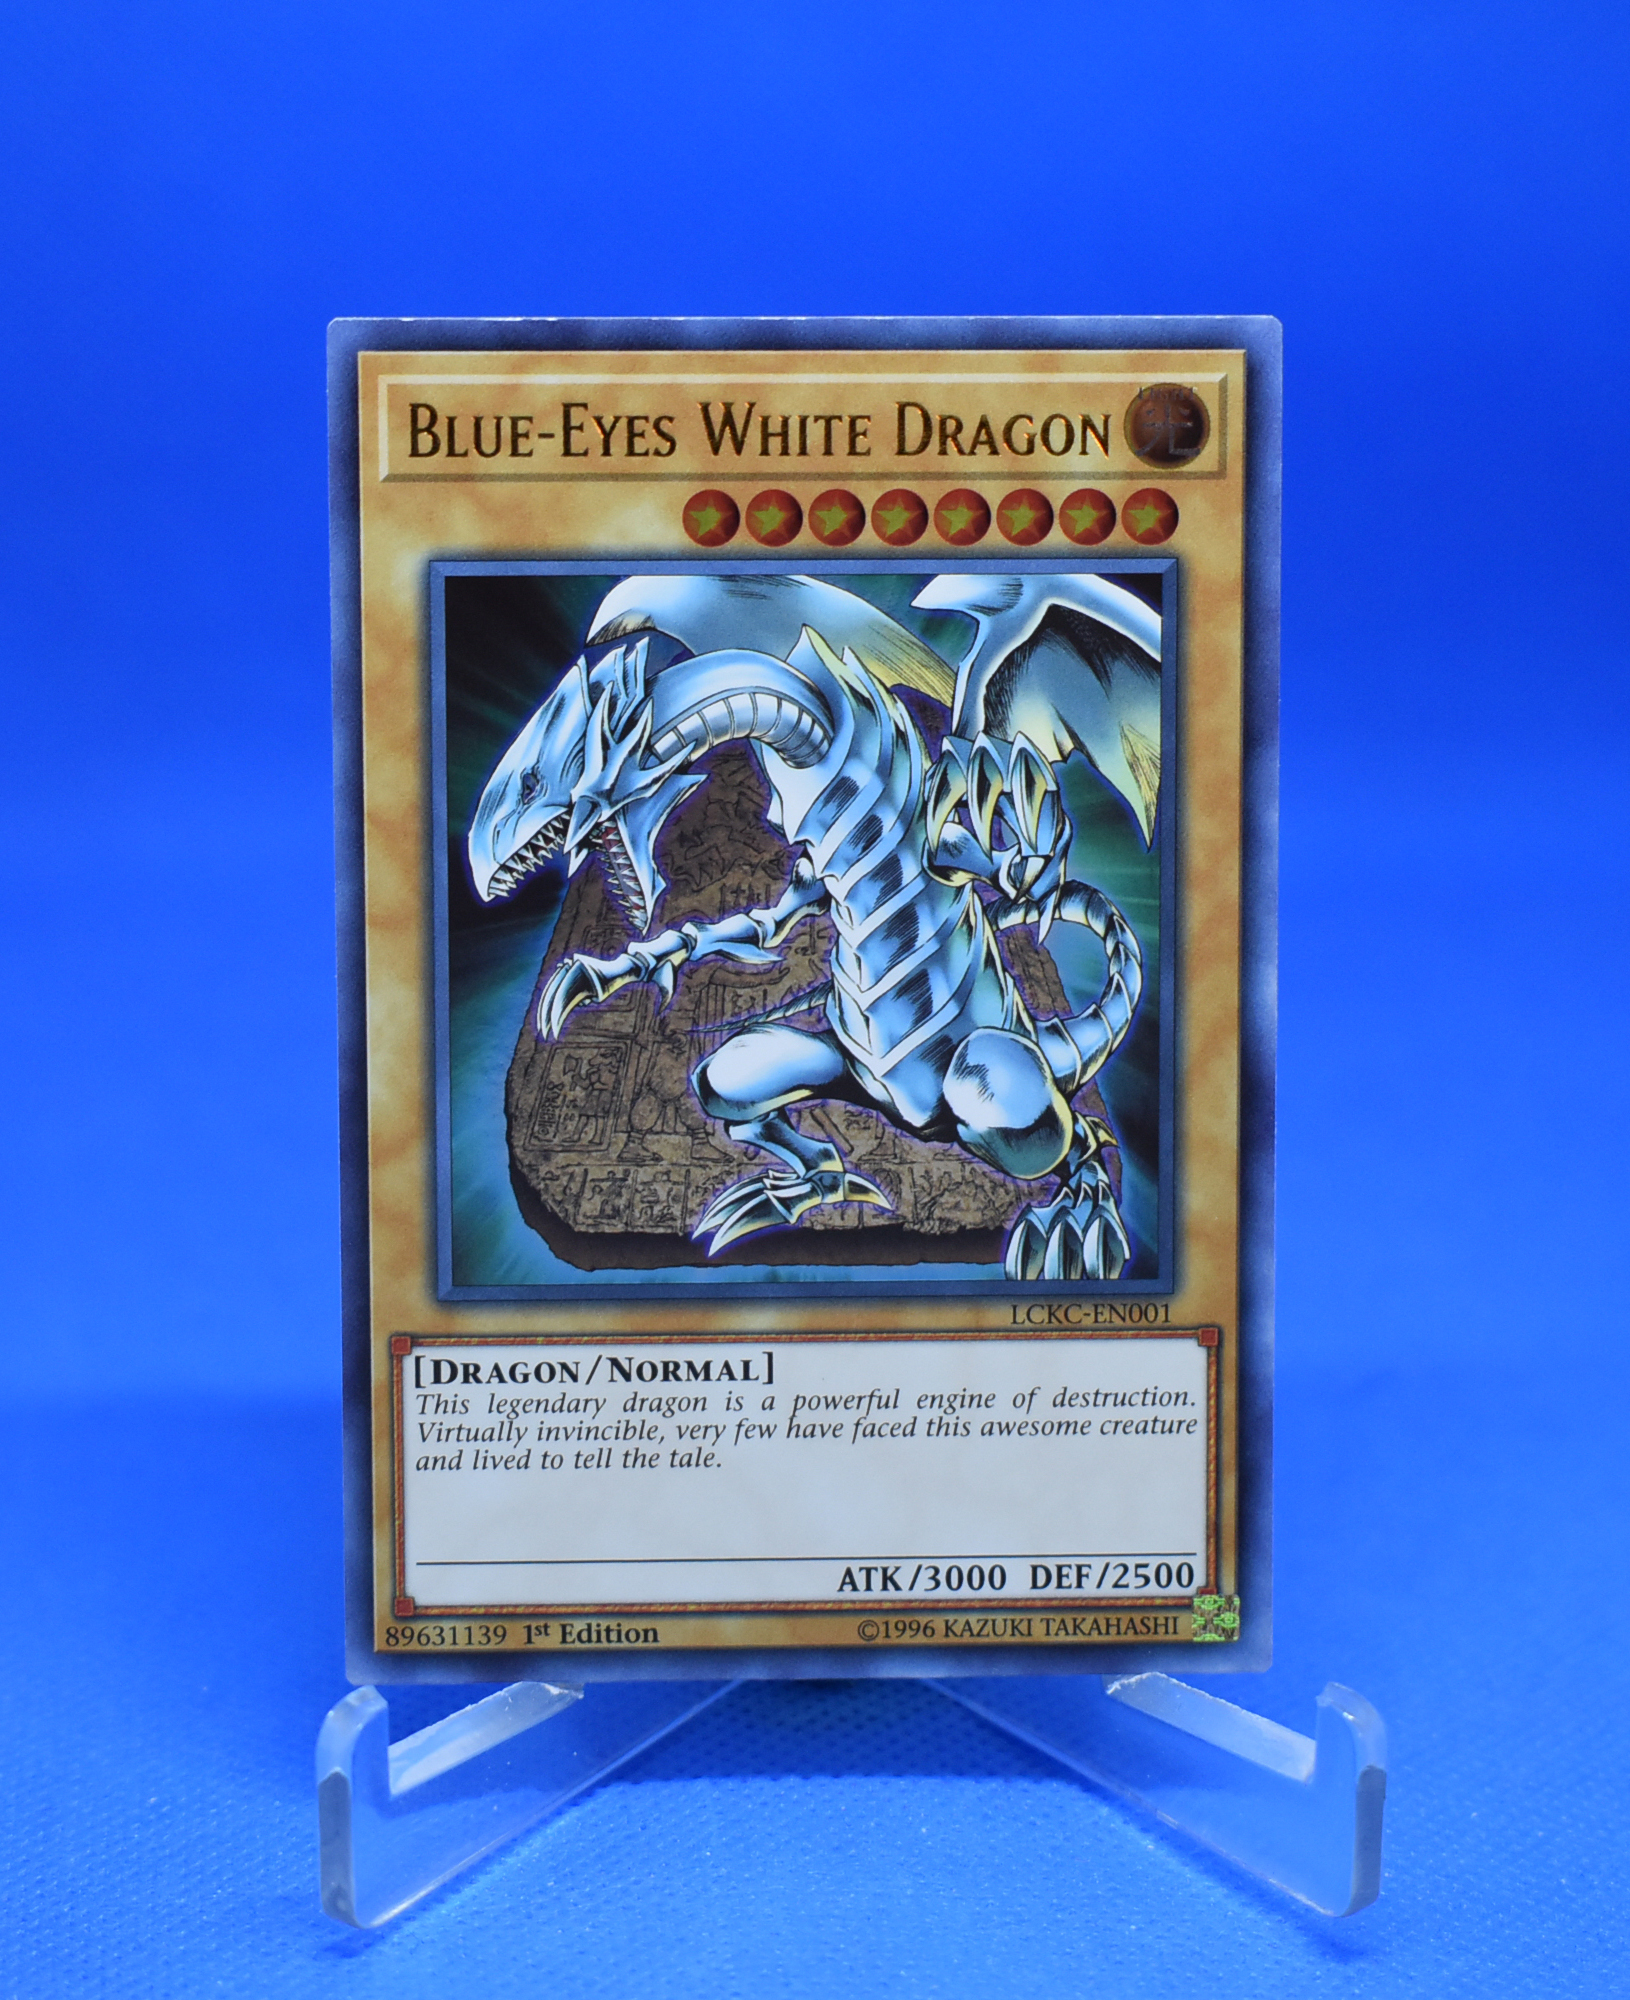 Blue-Eyes White Dragon
光
LCKC-EN001
[Dragon/Normal]
This legendary dragon is a powerful engine of destruction.
Virtually invincible, very few have faced this awesome creature
and lived to tell the tale.
ATK/3000 DEF/2500
89631139 1st Edition ©1996 KAZUKI TAKAHASHI